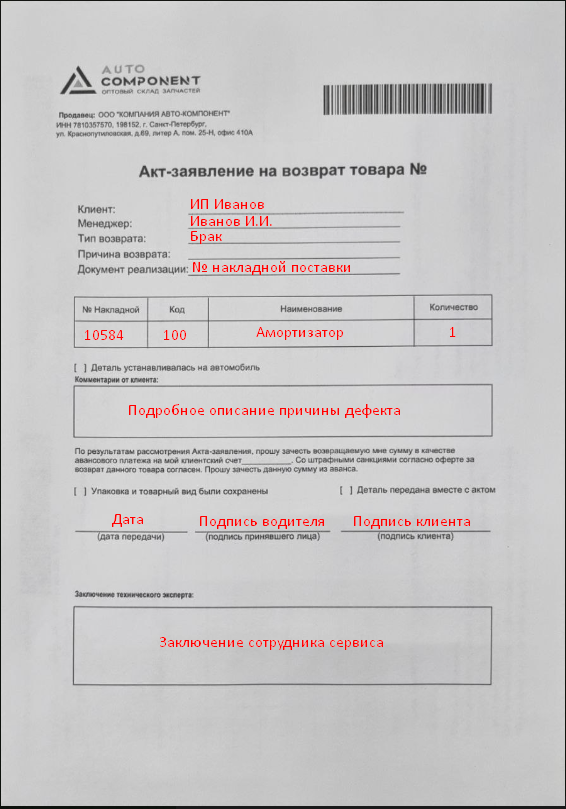 AUTO
COMPONENT
ОПТОВЫЙ СКЛАД ЗАПЧАСТЕЙ
Продавец: ООО "КОМПАНИЯ АВТО-КОМПОНЕНТ"
ИНН 7810357570, 198152, г. Санкт-Петербург,
ул. Краснопутиловская, д.69, литер А, пом. 25-Н, офис 410А
Акт-заявление на возврат товара №
Клиент: ИП Иванов
Менеджер: Иванов И.И.
Тип возврата: Брак
Причина возврата:
Документ реализации: № накладной поставки
№ Накладной Код Наименование Количество
10584 100 Амортизатор 1
[ ] Деталь устанавливалась на автомобиль
Комментарии от клиента:
Подробное описание причины дефекта
По результатам рассмотрения Акта-заявления, прошу зачесть возвращаемую мне сумму в качестве
авансового платежа на мой клиентский счет____________. Со штрафными санкциями согласно оферте за
возврат данного товара согласен. Прошу зачесть данную сумму из аванса.
[ ] Упаковка и товарный вид были сохранены [ ] Деталь передана вместе с актом
Дата Подпись водителя Подпись клиента
(дата передачи) (подпись принявшего лица) (подпись клиента)
Заключение технического эксперта:
Заключение сотрудника сервиса